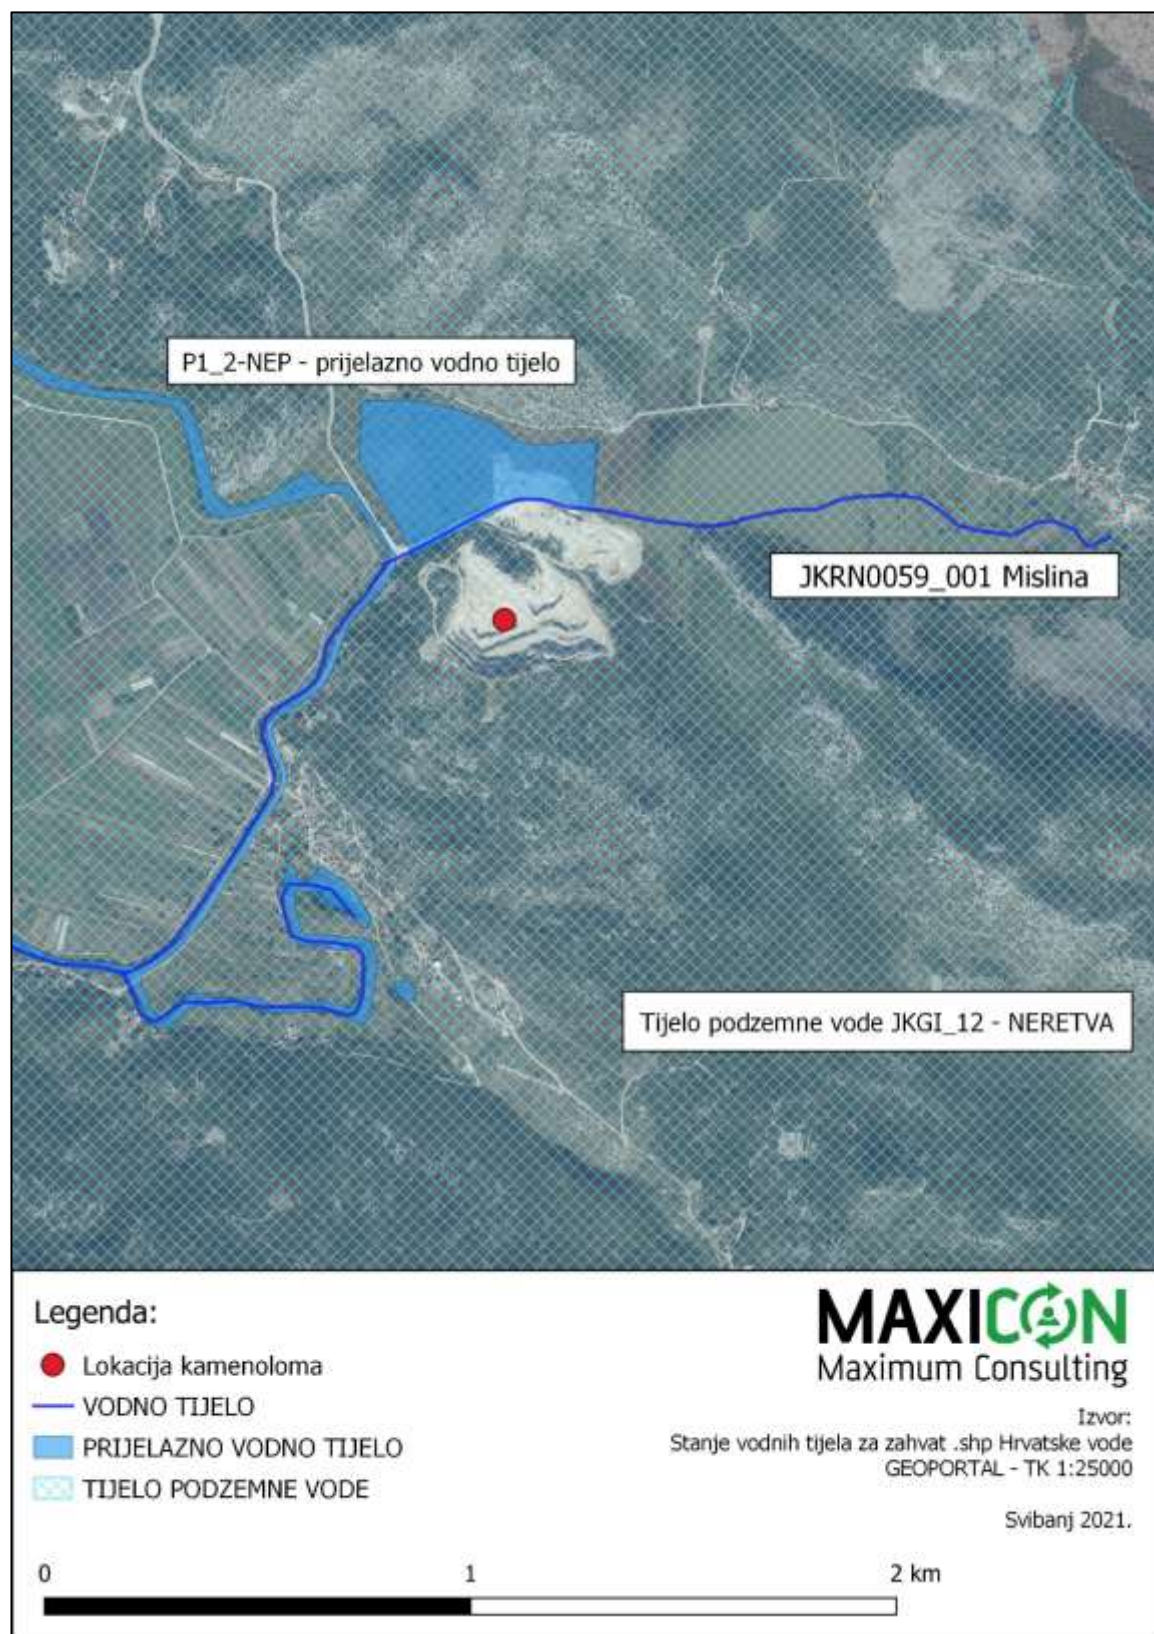 P1_2-NEP - prijelazno vodno tijelo
JKRN0059_001 Mislina
Tijelo podzemne vode JKGI_12 - NERETVA
Legenda:
Lokacija kamenoloma
VODNO TIJELO
PRIJELAZNO VODNO TIJELO
TIJELO PODZEMNE VODE
MAXICON
Maximum Consulting
Izvor:
Stanje vodnih tijela za zahvat .shp Hrvatske vode
GEOPORTAL - TK 1:25000
Svibanj 2021.
0 1 2 km